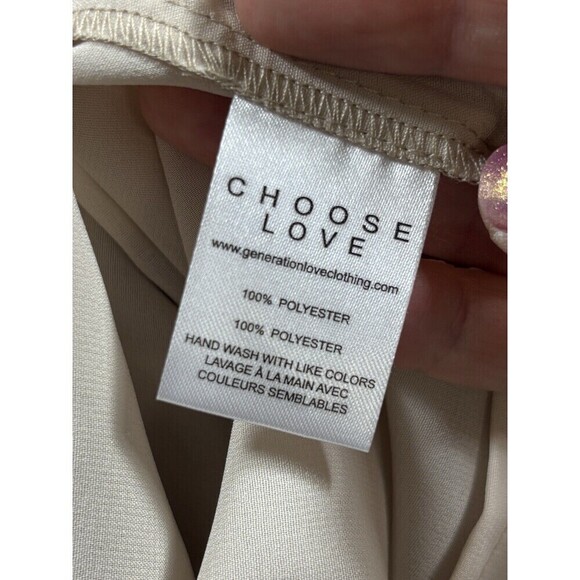 CHOOSE
LOVE
www.generationloveclothing.com
100% POLYESTER
100% POLYESTER
HAND WASH WITH LIKE COLORS
LAVAGE À LA MAIN AVEC
COULEURS SEMBLABLES